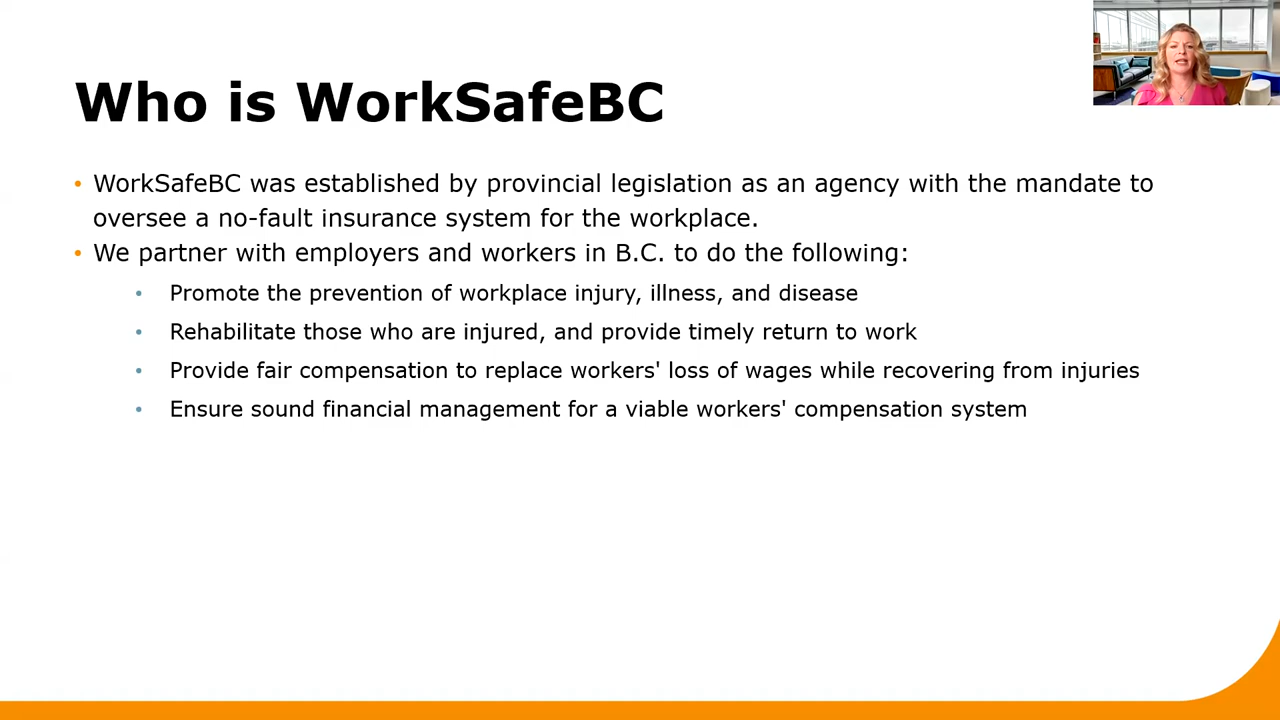 Who is WorkSafeBC
• WorkSafeBC was established by provincial legislation as an agency with the mandate to
oversee a no-fault insurance system for the workplace.
• We partner with employers and workers in B.C. to do the following:
• Promote the prevention of workplace injury, illness, and disease
• Rehabilitate those who are injured, and provide timely return to work
• Provide fair compensation to replace workers' loss of wages while recovering from injuries
• Ensure sound financial management for a viable workers' compensation system